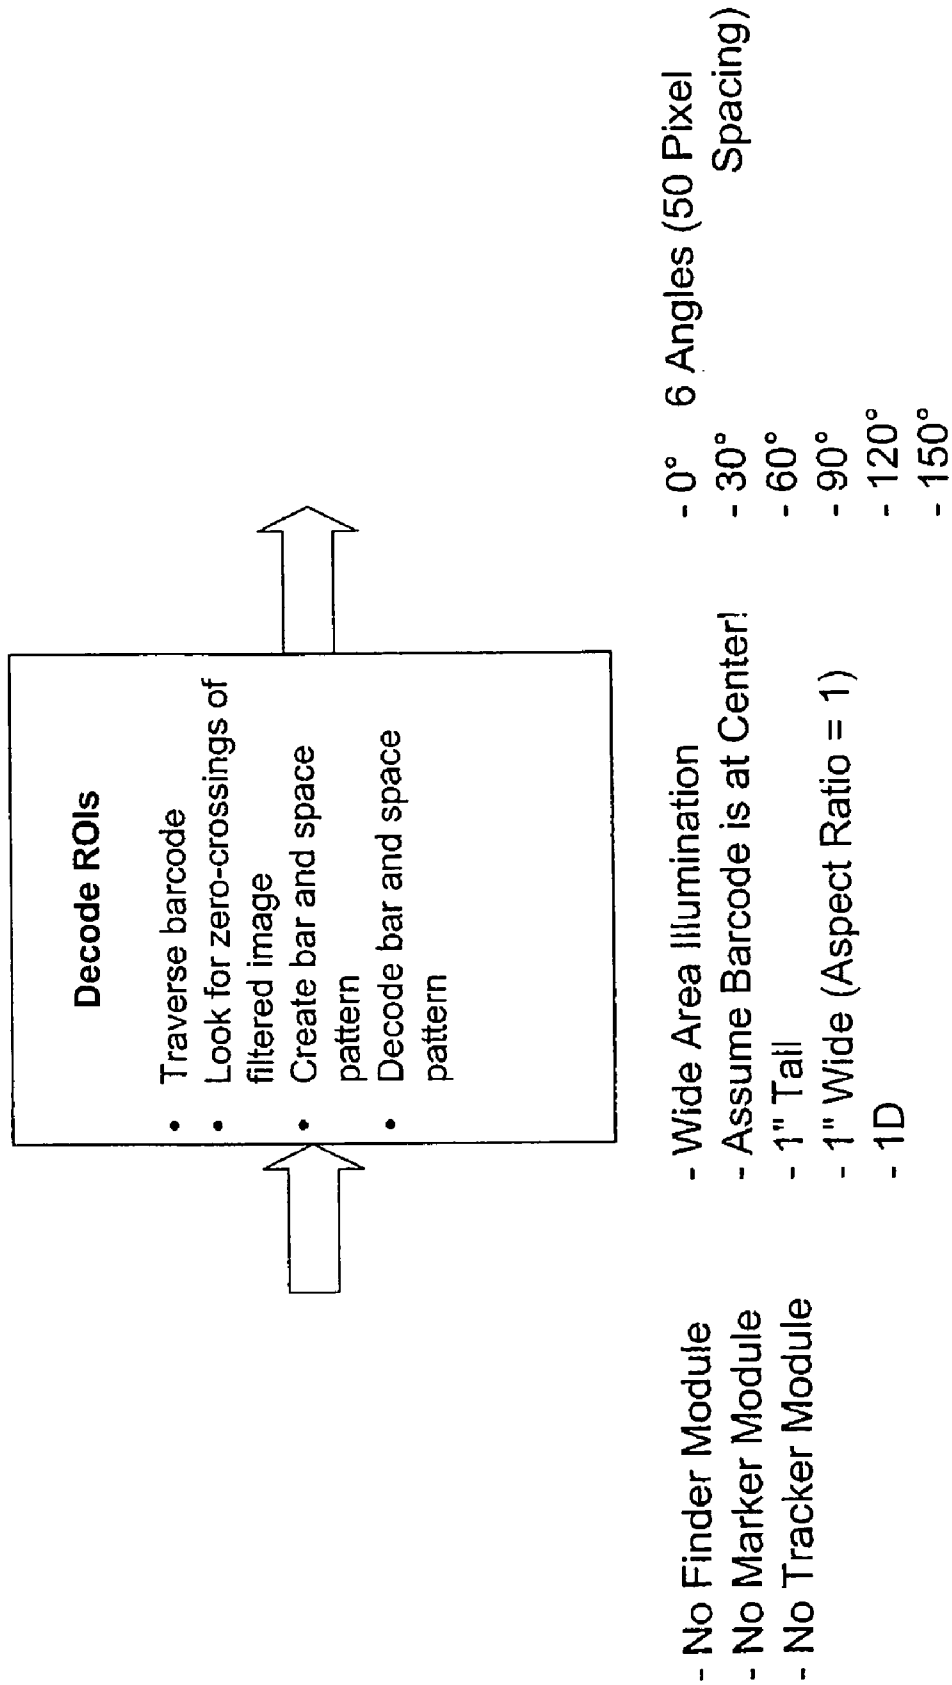 Decode ROIs
• Traverse barcode
• Look for zero-crossings of
filtered image
• Create bar and space
pattern
• Decode bar and space
pattern
- No Finder Module
- No Marker Module
- No Tracker Module
- Wide Area Illumination
- Assume Barcode is at Center!
- 1" Tall
- 1" Wide (Aspect Ratio = 1)
- 1D
- 0° 6 Angles (50 Pixel
Spacing)
- 30°
- 60°
- 90°
- 120°
- 150°